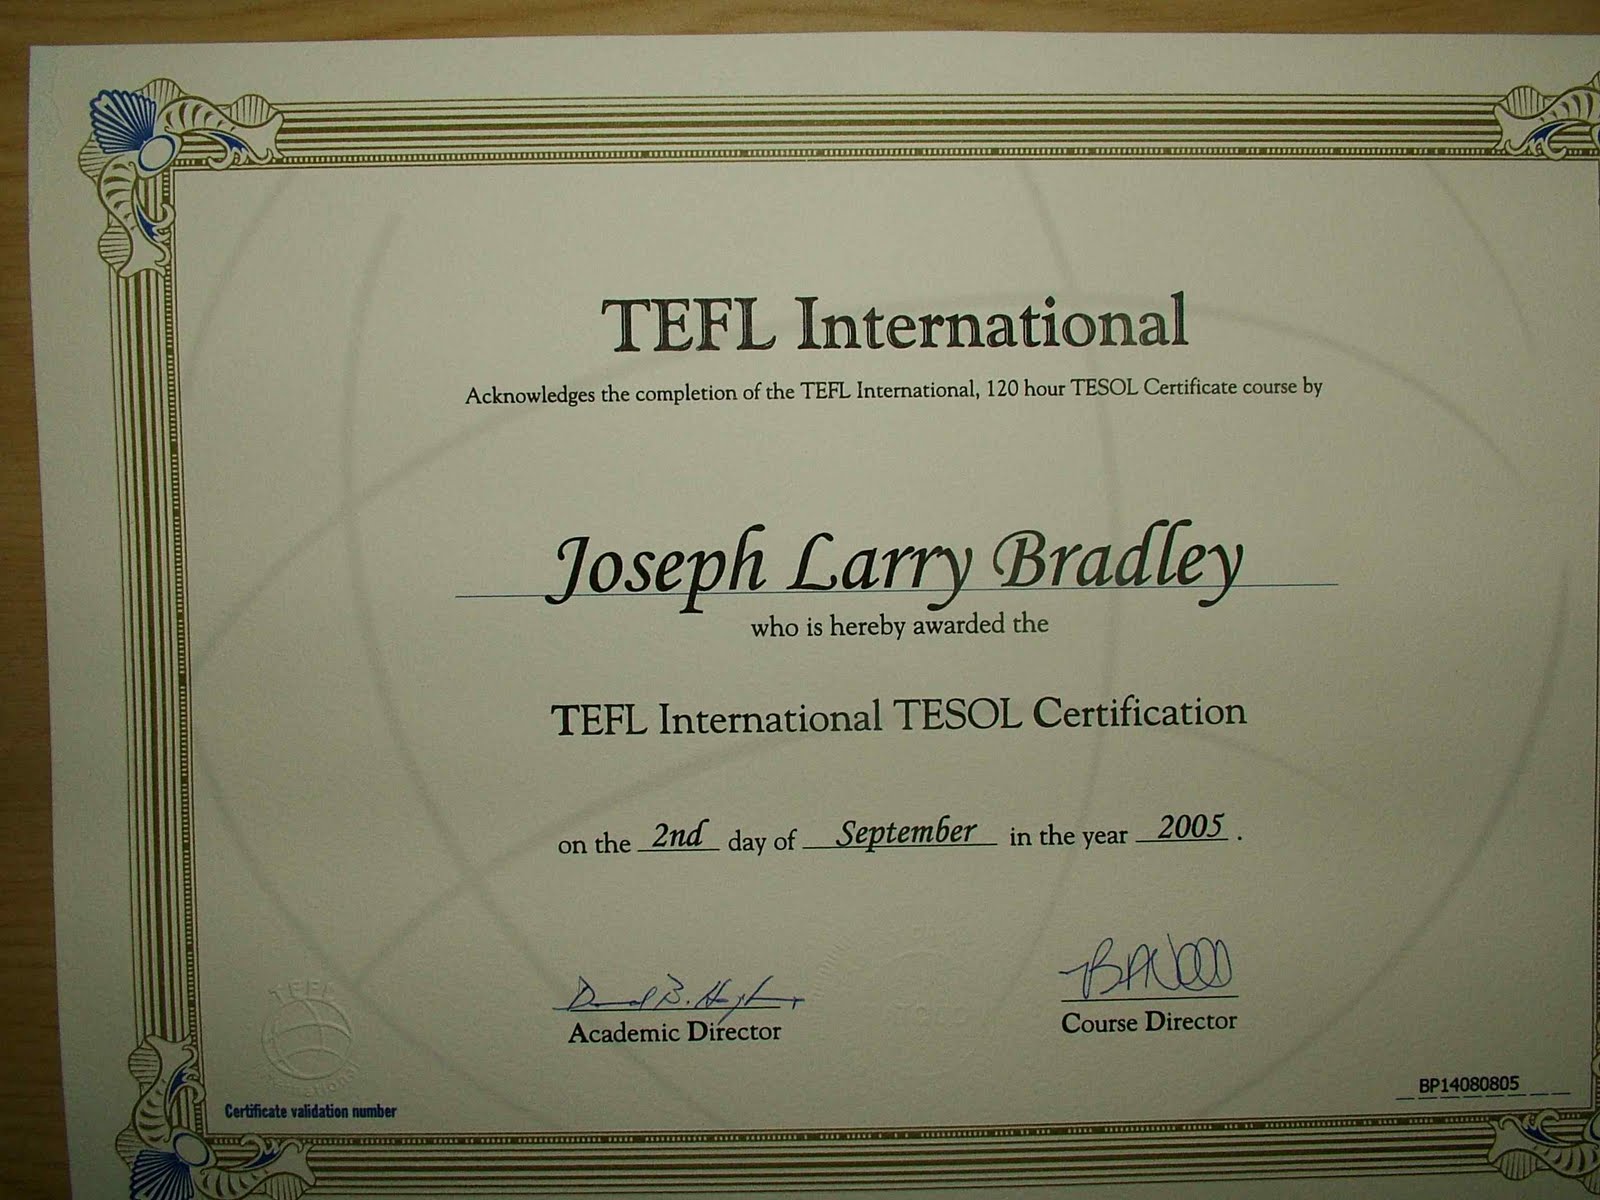 TEFL International
Acknowledges the completion of the TEFL International, 120 hour TESOL Certificate course by
Joseph Larry Bradley
who is hereby awarded the
TEFL International TESOL Certification
on the 2nd day of September in the year 2005 .
Academic Director
Course Director
BP14080805
Certificate validation number
TEFL